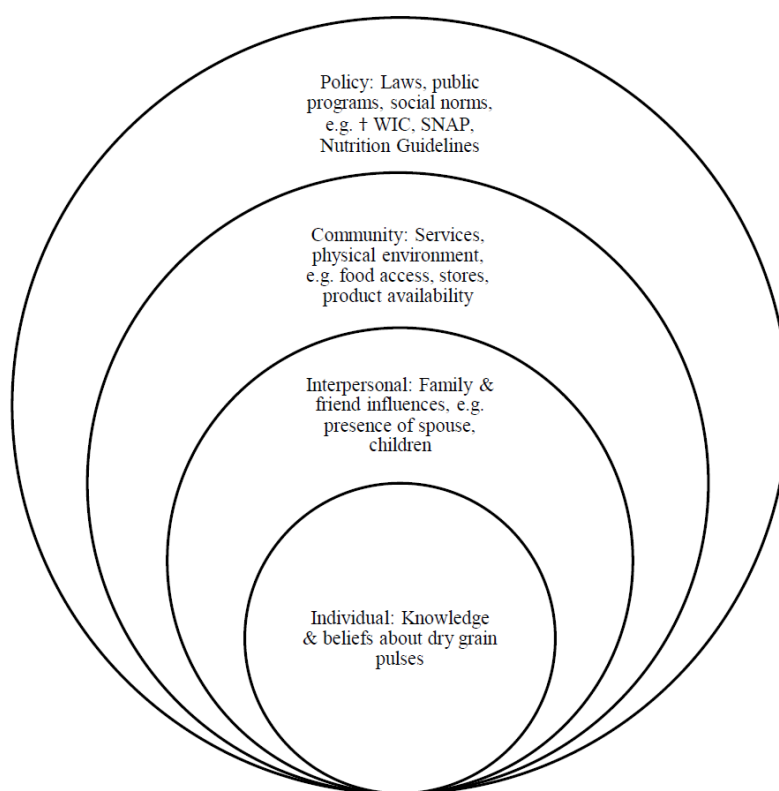 Policy: Laws, public
programs, social norms,
e.g. † WIC, SNAP,
Nutrition Guidelines
Community: Services,
physical environment,
e.g. food access, stores,
product availability
Interpersonal: Family &
friend influences, e.g.
presence of spouse,
children
Individual: Knowledge
& beliefs about dry grain
pulses